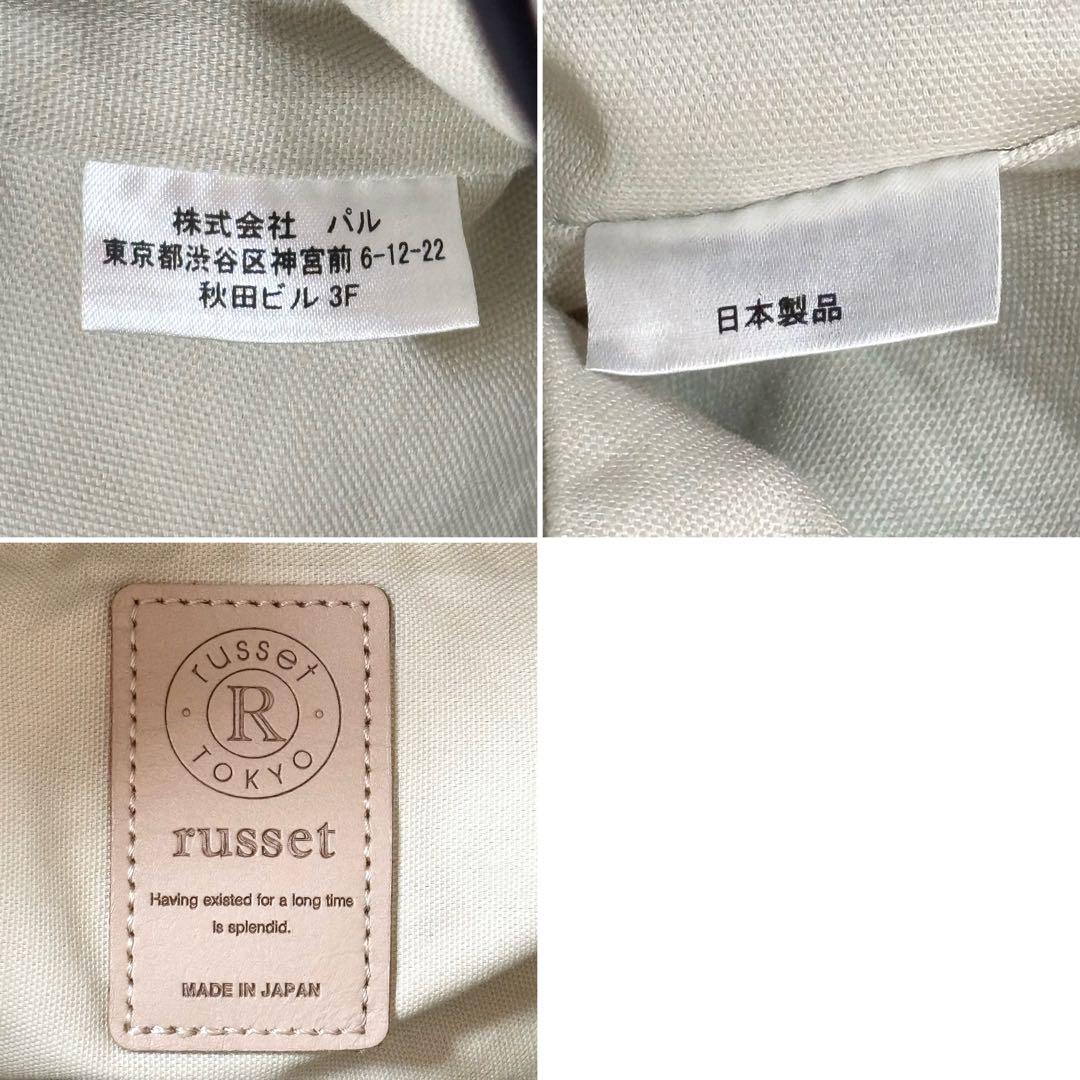 株式会社 パル
東京都渋谷区神宮前 6-12-22
秋田ビル 3F
日本製品
russet
R
TOKYO
russet
Having existed for a long time
is splendid.
MADE IN JAPAN